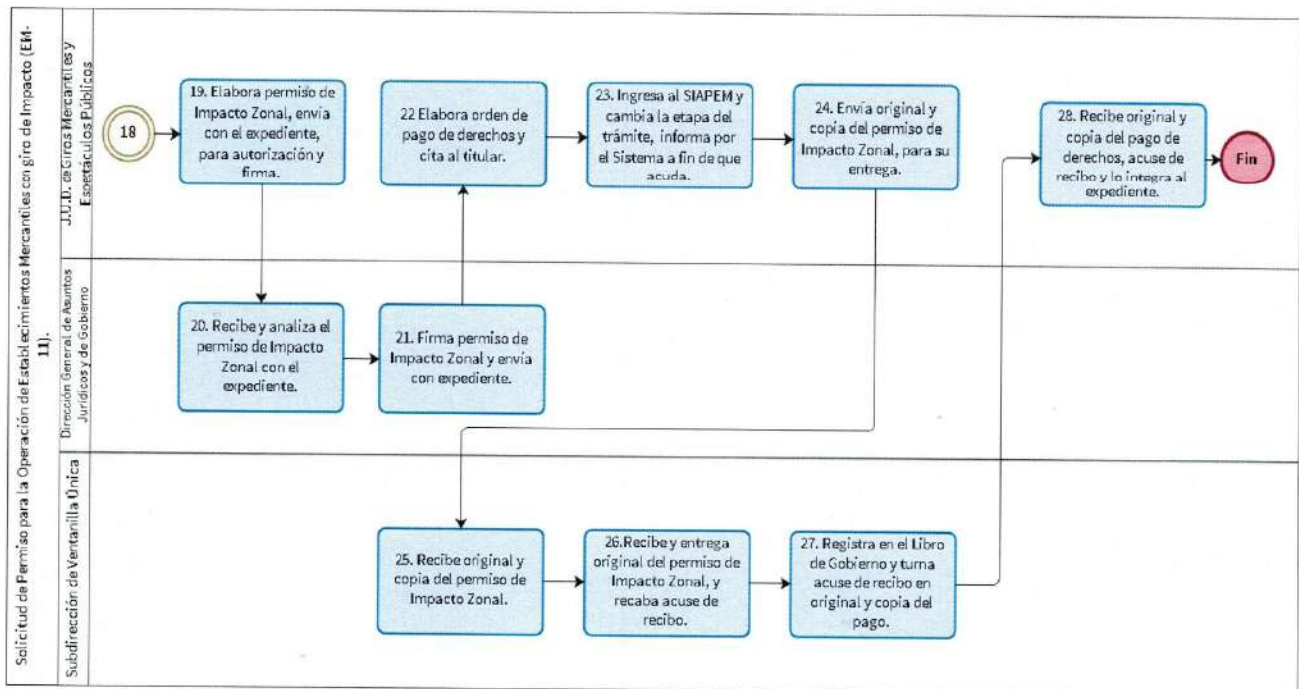 Solicitud de Permiso para la Operación de Establecimientos Mercantiles con giro de Impacto (EM-
11).
J.U.D. de Giros Mercantiles y
Espectáculos Públicos
18
19. Elabora permiso de
Impacto Zonal, envía
con el expediente,
para autorización y
firma.
22 Elabora orden de
pago de derechos y
cita al titular.
23. Ingresa al SIAPEM y
cambia la etapa del
trámite, informa por
el Sistema a fin de que
acuda.
24. Envía original y
copia del permiso de
Impacto Zonal, para su
entrega.
28. Recibe original y
copia del pago de
derechos, acuse de
recibo y lo integra al
expediente.
Fin
Dirección General de Asuntos
Jurídicos y de Gobierno
20. Recibe y analiza el
permiso de Impacto
Zonal con el
expediente.
21. Firma permiso de
Impacto Zonal y envía
con expediente.
Subdirección de Ventanilla Única
25. Recibe original y
copia del permiso de
Impacto Zonal.
26.Recibe y entrega
original del permiso de
Impacto Zonal, y
recaba acuse de
recibo.
27. Registra en el Libro
de Gobierno y turna
acuse de recibo en
original y copia del
pago.